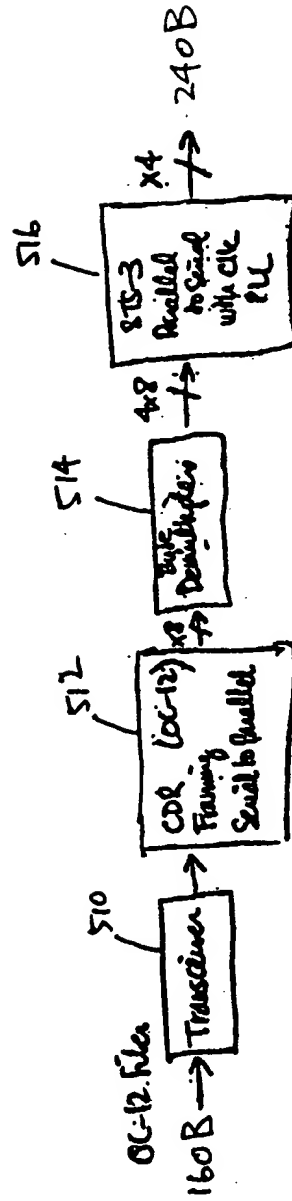 OC-12 Fiber
160B
510
Transceiver
512
CDR (OC-12)
Framing
Serial to Parallel
x8
514
Byte
Demultiplexer
4x8
516
STS-3
Parallel
to Serial
with Clk
PLL
x4
240B